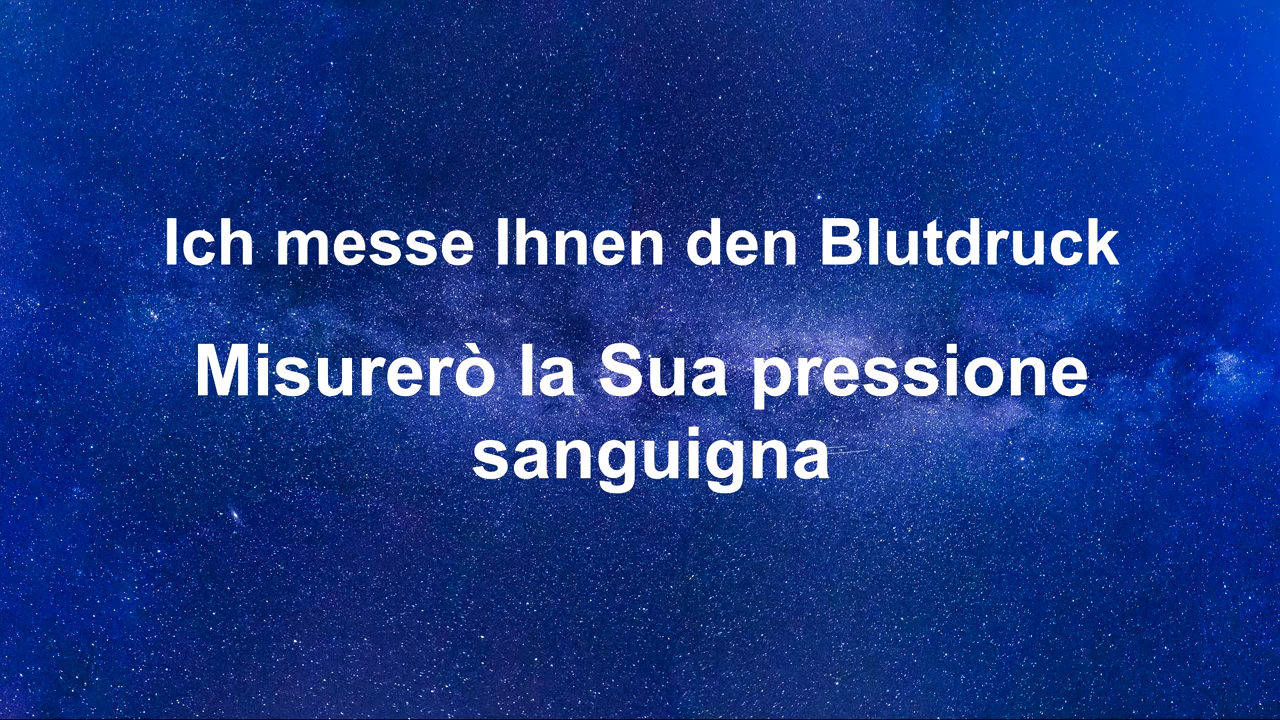 Ich messe Ihnen den Blutdruck
Misurerò la Sua pressione
sanguigna